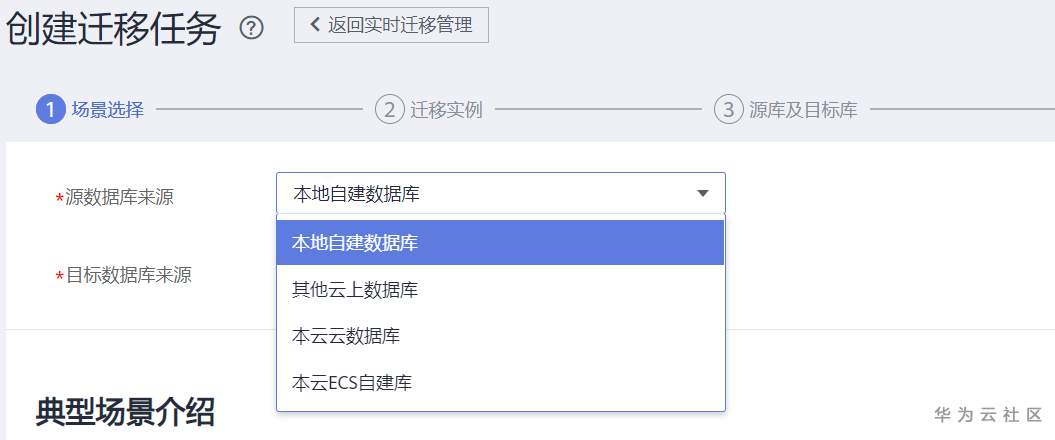 创建迁移任务 ? 返回实时迁移管理
1 场景选择 2 迁移实例 3 源库及目标库
*源数据库来源 本地自建数据库
本地自建数据库
*目标数据库来源
其他云上数据库
本云云数据库
本云ECS自建库
典型场景介绍
华为云社区